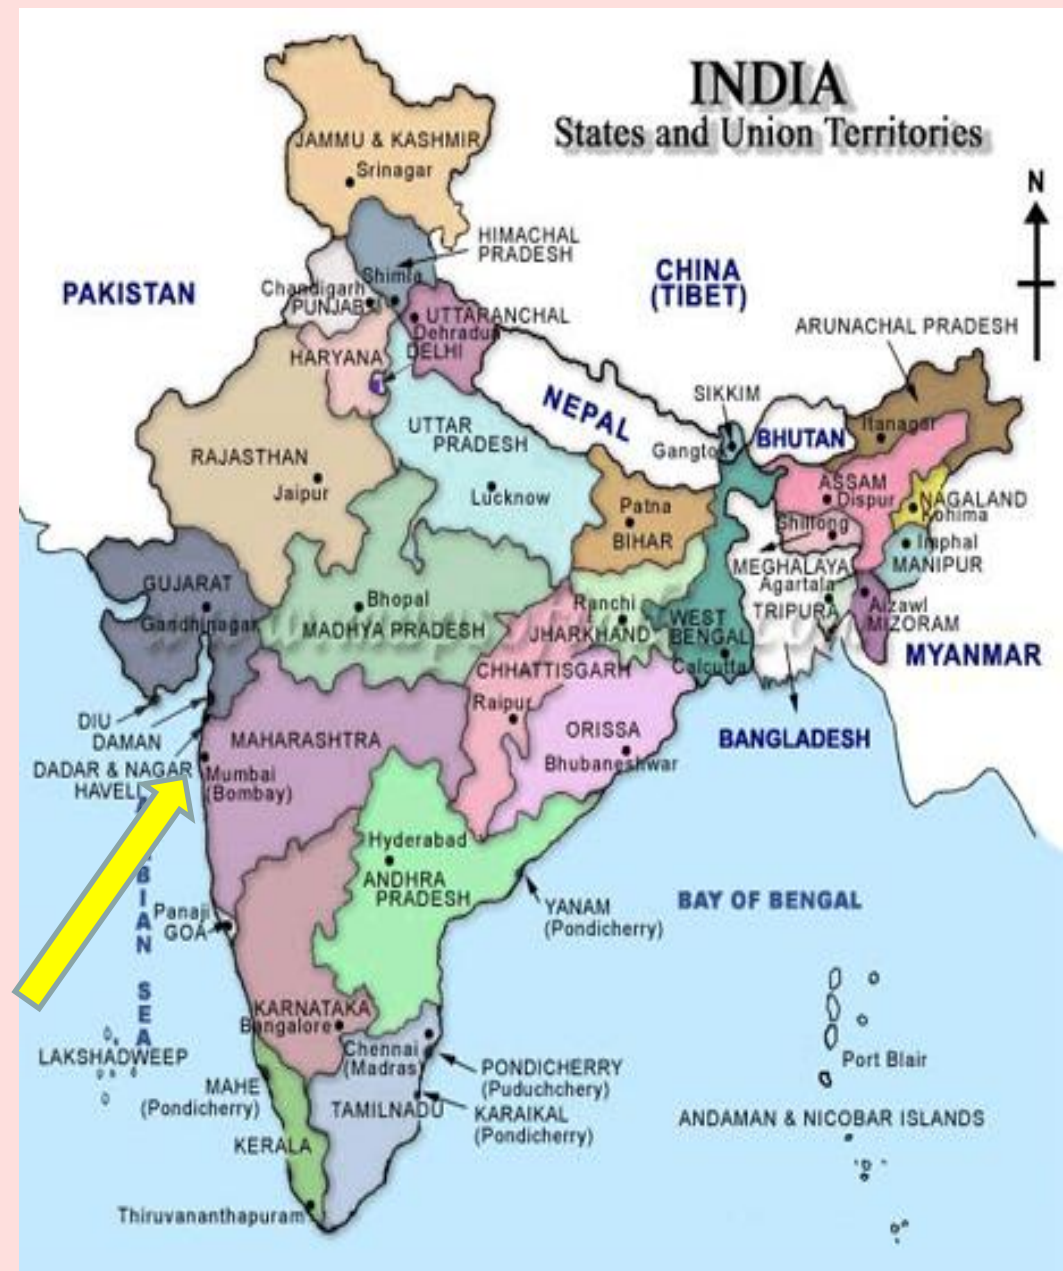 INDIA
States and Union Territories
N
JAMMU & KASHMIR
Srinagar
HIMACHAL
PRADESH
PAKISTAN
CHINA
(TIBET)
Shimla
Chandigarh
PUNJAB
UTTARANCHAL
Dehradun
DELHI
HARYANA
ARUNACHAL PRADESH
SIKKIM
NEPAL
BHUTAN
Itanagar
Gangtok
UTTAR
PRADESH
RAJASTHAN
Jaipur
Lucknow
ASSAM
Dispur
NAGALAND
Kohima
Patna
BIHAR
Shillong
Imphal
MEGHALAYA
MANIPUR
GUJARAT
Gandhinagar
Bhopal
MADHYA PRADESH
Ranchi
JHARKHAND
WEST
BENGAL
Calcutta
Agartala
TRIPURA
Aizawl
MIZORAM
MYANMAR
CHHATTISGARH
Raipur
DIU
DAMAN
DADAR & NAGAR
HAVELI
MAHARASHTRA
Mumbai
(Bombay)
ORISSA
Bhubaneshwar
BANGLADESH
Hyderabad
ANDHRA
PRADESH
YANAM
(Pondicherry)
BAY OF BENGAL
BIAN
SEA
Panaji
GOA
KARNATAKA
Bangalore
Chennai
(Madras)
PONDICHERRY
(Puduchchery)
LAKSHADWEEP
MAHE
(Pondicherry)
TAMILNADU
KARAIKAL
(Pondicherry)
KERALA
Thiruvananthapuram
Port Blair
ANDAMAN & NICOBAR ISLANDS